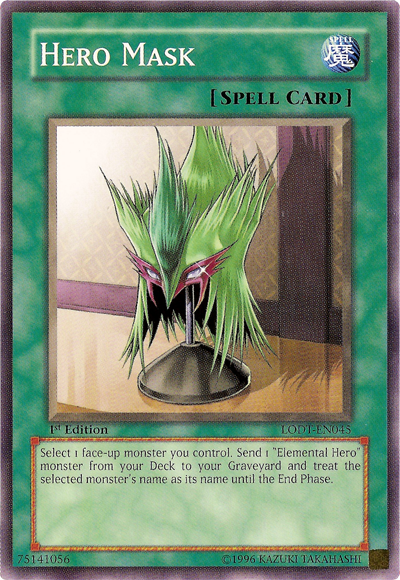 Hero Mask
SPELL
魔
[Spell Card]
1st Edition
LODT-EN048
Select 1 face-up monster you control. Send 1 "Elemental Hero"
monster from your Deck to your Graveyard and treat the
selected monster's name as its name until the End Phase.
75141056
©1996 KAZUKI TAKAHASHI